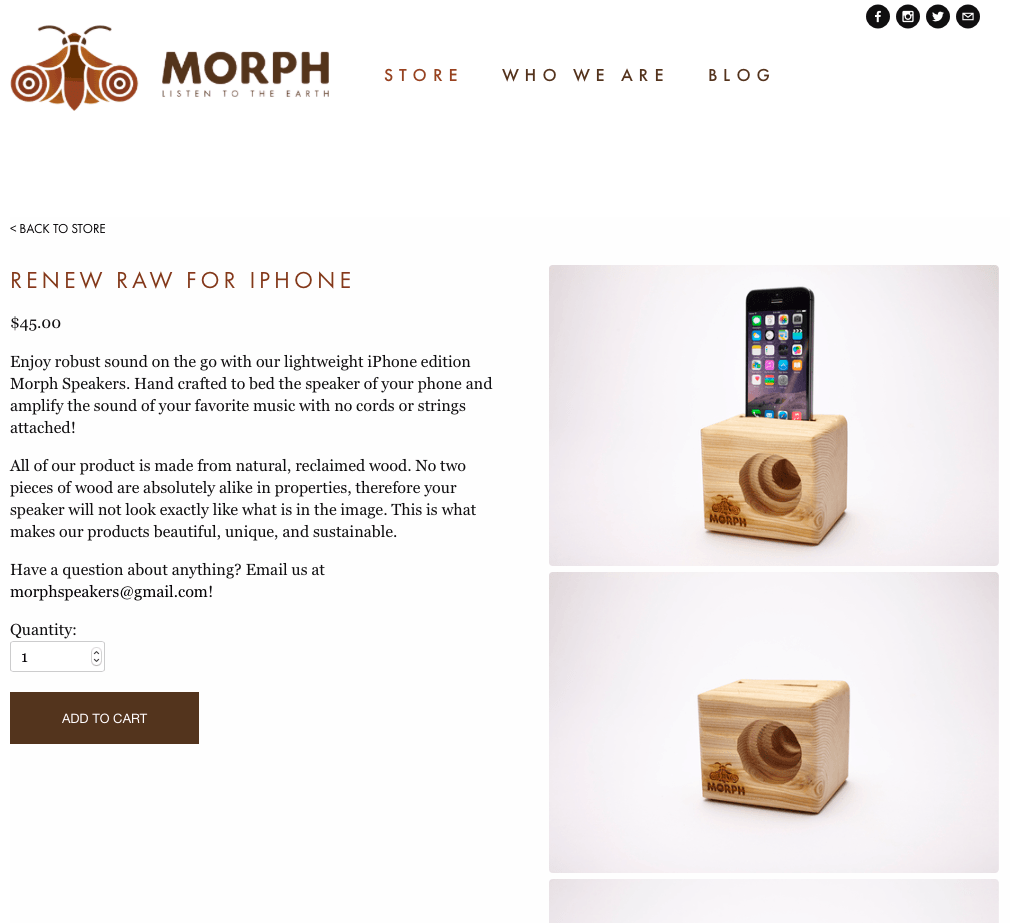 MORPH
LISTEN TO THE EARTH
STORE
WHO WE ARE
BLOG
< BACK TO STORE
RENEW RAW FOR IPHONE
$45.00
Enjoy robust sound on the go with our lightweight iPhone edition
Morph Speakers. Hand crafted to bed the speaker of your phone and
amplify the sound of your favorite music with no cords or strings
attached!
All of our product is made from natural, reclaimed wood. No two
pieces of wood are absolutely alike in properties, therefore your
speaker will not look exactly like what is in the image. This is what
makes our products beautiful, unique, and sustainable.
Have a question about anything? Email us at
morphspeakers@gmail.com!
Quantity:
1
ADD TO CART
MORPH
MORPH